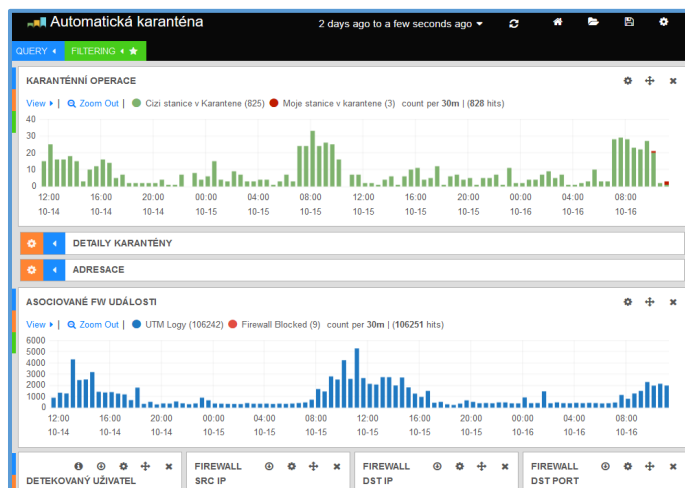 Automatická karanténa
2 days ago to a few seconds ago
QUERY FILTERING
KARANTÉNNÍ OPERACE
View | Zoom Out | Cizi stanice v Karantene (825) Moje stanice v karantene (3) count per 30m | (828 hits)
40
30
20
10
0
12:00 16:00 20:00 00:00 04:00 08:00 12:00 16:00 20:00 00:00 04:00 08:00
10-14 10-14 10-14 10-15 10-15 10-15 10-15 10-15 10-15 10-16 10-16 10-16
DETAILY KARANTÉNY
ADRESACE
ASOCIOVANÉ FW UDÁLOSTI
View | Zoom Out | UTM Logy (106242) Firewall Blocked (9) count per 30m | (106251 hits)
6000
5000
4000
3000
2000
1000
0
12:00 16:00 20:00 00:00 04:00 08:00 12:00 16:00 20:00 00:00 04:00 08:00
10-14 10-14 10-14 10-15 10-15 10-15 10-15 10-15 10-15 10-16 10-16 10-16
DETEKOVANÝ UŽIVATEL
FIREWALL
SRC IP
FIREWALL
DST IP
FIREWALL
DST PORT